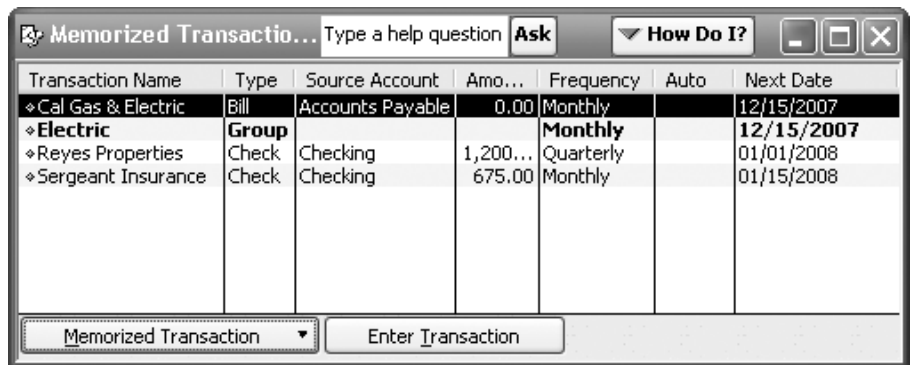 Memorized Transactio... Type a help question Ask How Do I?
Transaction Name Type Source Account Amo... Frequency Auto Next Date
Cal Gas & Electric Bill Accounts Payable 0.00 Monthly 12/15/2007
Electric Group Monthly 12/15/2007
Reyes Properties Check Checking 1,200... Quarterly 01/01/2008
Sergeant Insurance Check Checking 675.00 Monthly 01/15/2008
Memorized Transaction Enter Transaction